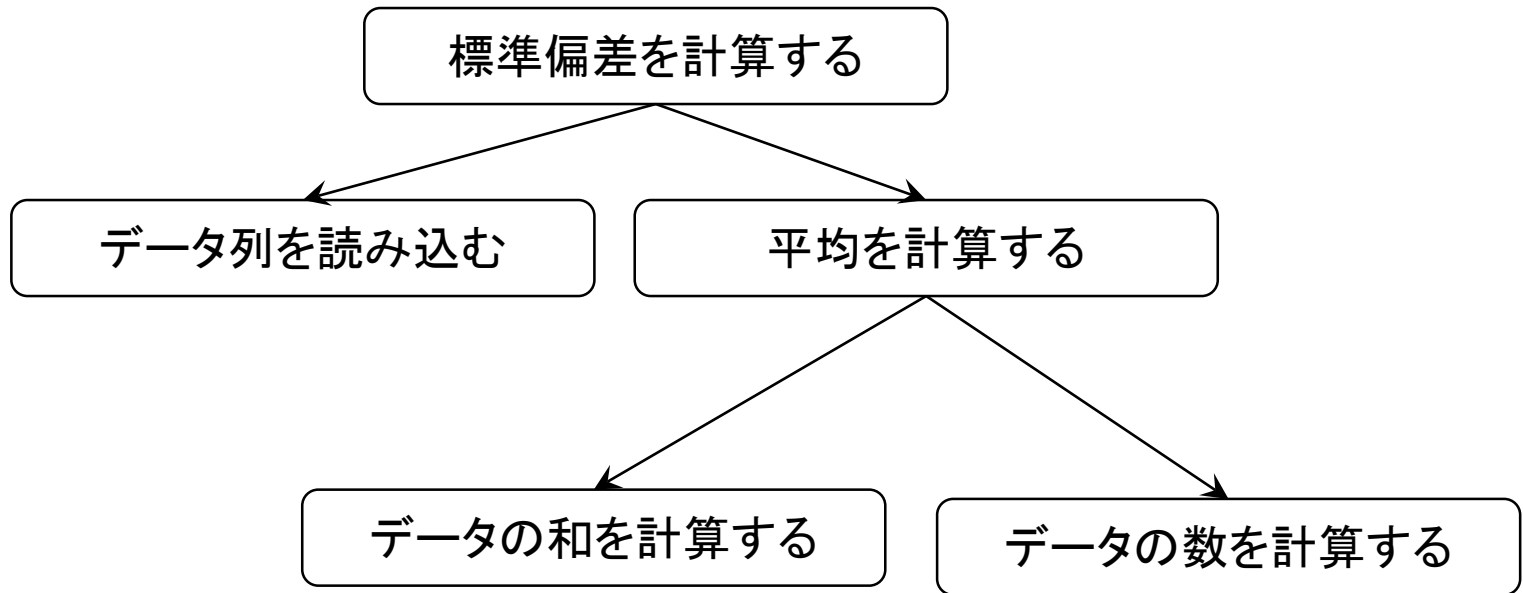 標準偏差を計算する
データ列を読み込む
平均を計算する
データの和を計算する
データの数を計算する